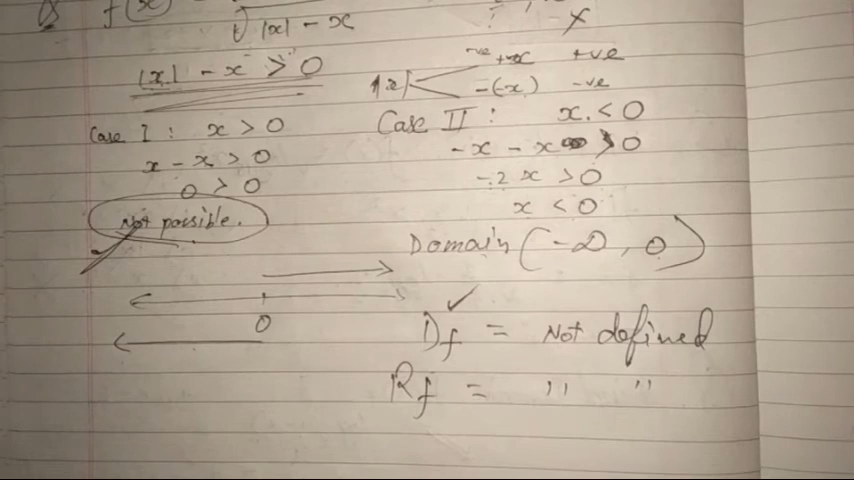 Q f(x)
√|x| - x
|x| - x > 0
|x| +x +ve
-(-x) -ve
Case I : x > 0
x - x > 0
0 > 0
Not possible.
Case II : x < 0
-x - x > 0
-2x > 0
x < 0
Domain (-∞, 0)
0
Df = Not defined
Rf = '' ''